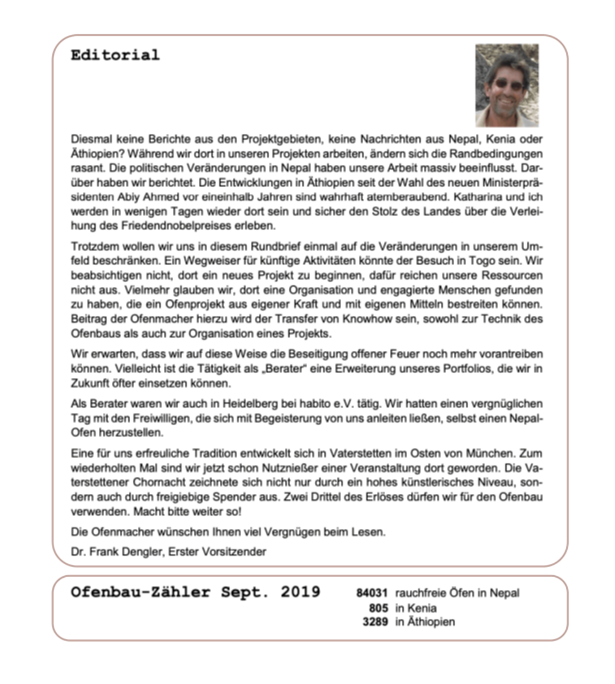 Editorial
Diesmal keine Berichte aus den Projektgebieten, keine Nachrichten aus Nepal, Kenia oder
Äthiopien? Während wir dort in unseren Projekten arbeiten, ändern sich die Randbedingungen
rasant. Die politischen Veränderungen in Nepal haben unsere Arbeit massiv beeinflusst. Dar-
über haben wir berichtet. Die Entwicklungen in Äthiopien seit der Wahl des neuen Ministerprä-
sidenten Abiy Ahmed vor eineinhalb Jahren sind wahrhaft atemberaubend. Katharina und ich
werden in wenigen Tagen wieder dort sein und sicher den Stolz des Landes über die Verlei-
hung des Friedendnobelpreises erleben.
Trotzdem wollen wir uns in diesem Rundbrief einmal auf die Veränderungen in unserem Um-
feld beschränken. Ein Wegweiser für künftige Aktivitäten könnte der Besuch in Togo sein. Wir
beabsichtigen nicht, dort ein neues Projekt zu beginnen, dafür reichen unsere Ressourcen
nicht aus. Vielmehr glauben wir, dort eine Organisation und engagierte Menschen gefunden
zu haben, die ein Ofenprojekt aus eigener Kraft und mit eigenen Mitteln bestreiten können.
Beitrag der Ofenmacher hierzu wird der Transfer von Knowhow sein, sowohl zur Technik des
Ofenbaus als auch zur Organisation eines Projekts.
Wir erwarten, dass wir auf diese Weise die Beseitigung offener Feuer noch mehr vorantreiben
können. Vielleicht ist die Tätigkeit als „Berater“ eine Erweiterung unseres Portfolios, die wir in
Zukunft öfter einsetzen können.
Als Berater waren wir auch in Heidelberg bei habito e.V. tätig. Wir hatten einen vergnüglichen
Tag mit den Freiwilligen, die sich mit Begeisterung von uns anleiten ließen, selbst einen Nepal-
Ofen herzustellen.
Eine für uns erfreuliche Tradition entwickelt sich in Vaterstetten im Osten von München. Zum
wiederholten Mal sind wir jetzt schon Nutznießer einer Veranstaltung dort geworden. Die Va-
terstettener Chornacht zeichnete sich nicht nur durch ein hohes künstlerisches Niveau, son-
dern auch durch freigiebige Spender aus. Zwei Drittel des Erlöses dürfen wir für den Ofenbau
verwenden. Macht bitte weiter so!
Die Ofenmacher wünschen Ihnen viel Vergnügen beim Lesen.
Dr. Frank Dengler, Erster Vorsitzender
Ofenbau-Zähler Sept. 2019 84031 rauchfreie Öfen in Nepal
805 in Kenia
3289 in Äthiopien